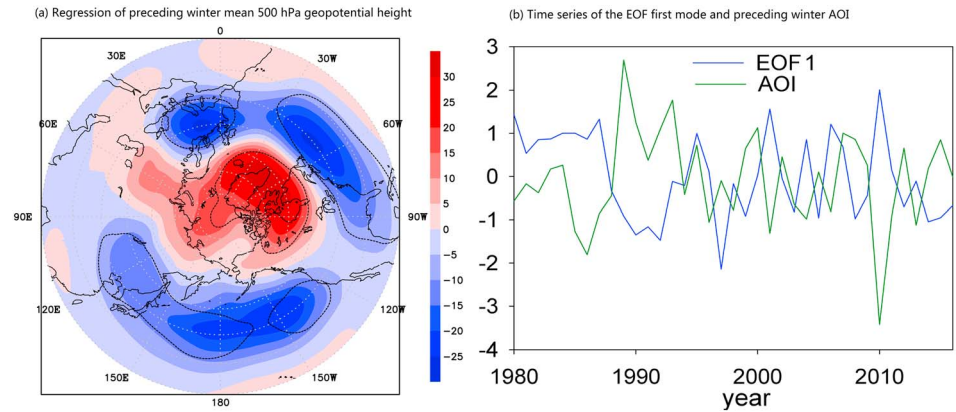 (a) Regression of preceding winter mean 500 hPa geopotential height
0
30E
30W
60E
60W
90E
90W
120E
120W
150E
150W
180
30
25
20
15
10
5
0
−5
−10
−15
−20
−25
(b) Time series of the EOF first mode and preceding winter AOI
EOF1
AOI
3
2
1
0
-1
-2
-3
-4
1980
1990
2000
2010
year